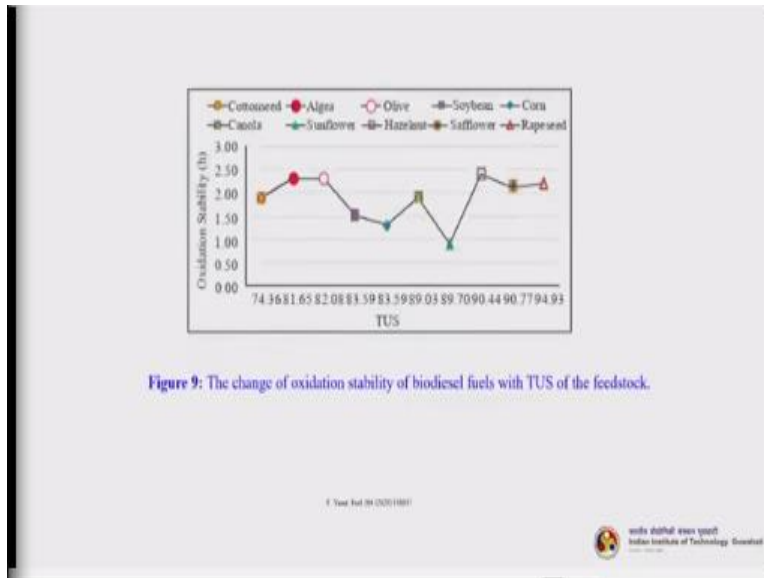 Cottonseed Algea Olive Soybean Corn
Canola Sunflower Hazelnut Safflower Rapeseed
3.00
2.50
2.00
1.50
1.00
0.50
0.00
Oxidation Stability (h)
74.36 81.65 82.08 83.59 83.59 89.03 89.70 90.44 90.77 94.93
TUS
Figure 9: The change of oxidation stability of biodiesel fuels with TUS of the feedstock.
Indian Institute of Technology Guwahati